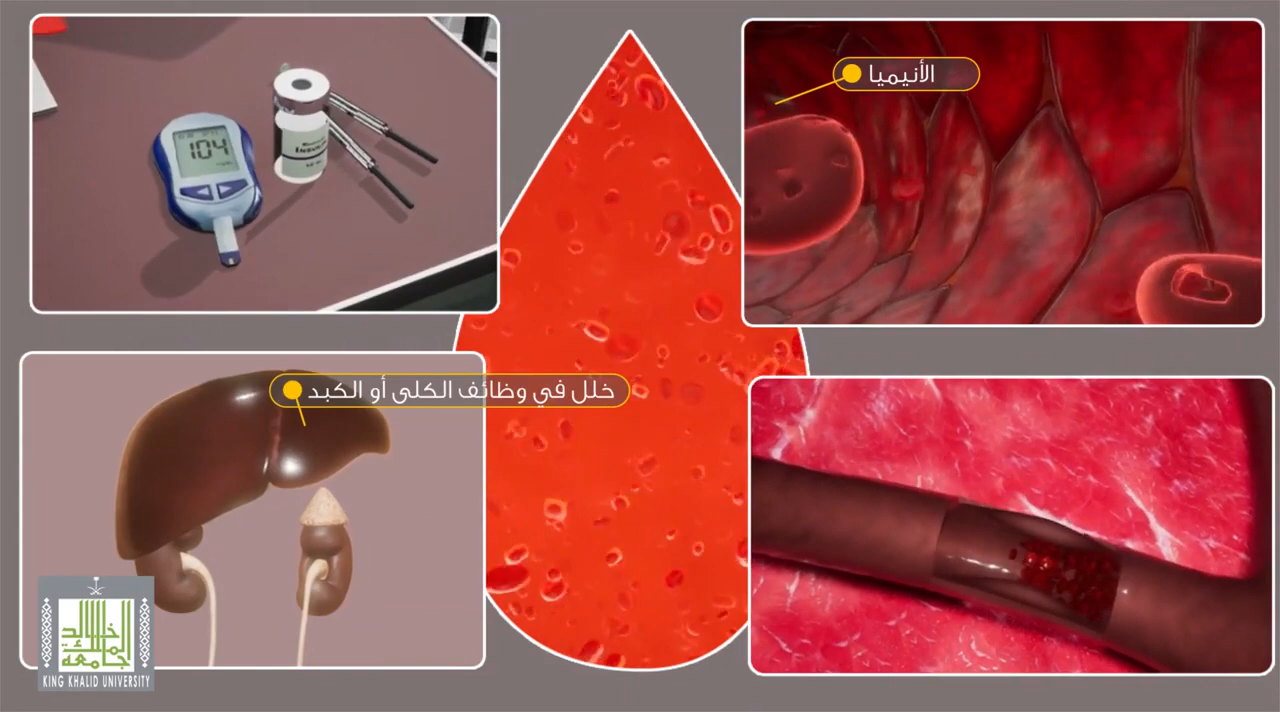 104
الأنيميا
خلل في وظائف الكلى أو الكبد
جامعة الملك خالد
KING KHALID UNIVERSITY